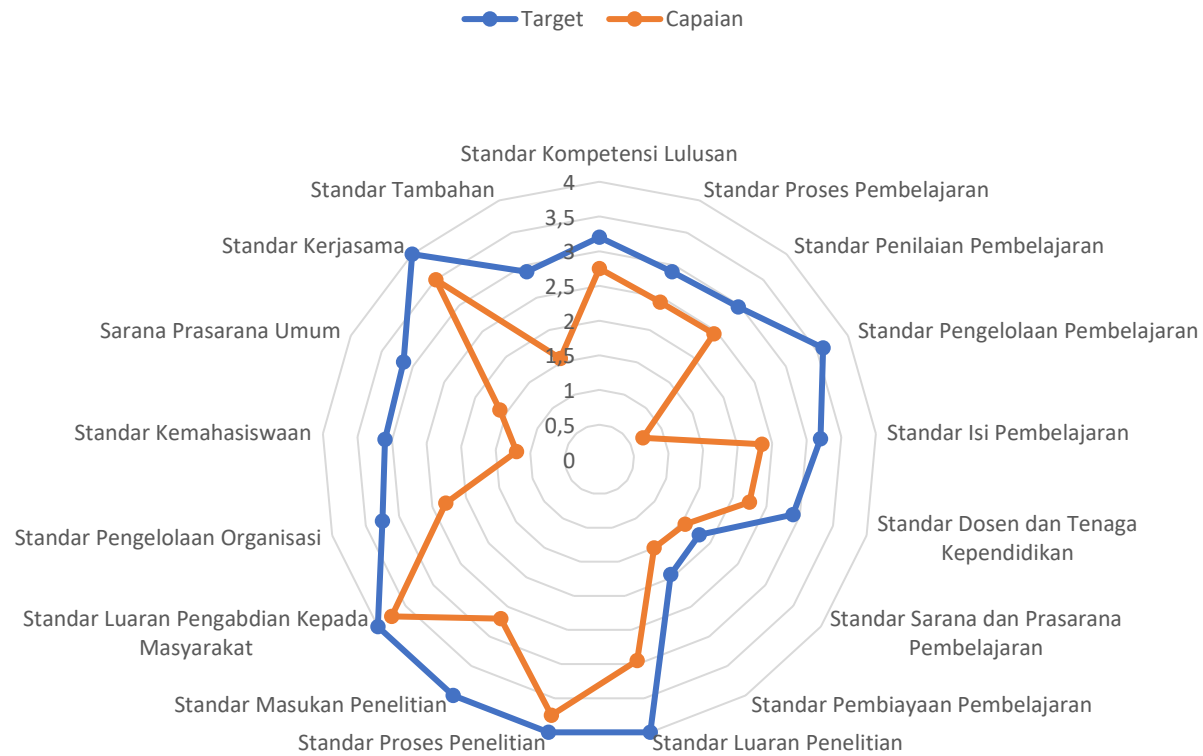 Target
Capaian
Standar Kompetensi Lulusan
Standar Proses Pembelajaran
Standar Penilaian Pembelajaran
Standar Pengelolaan Pembelajaran
Standar Isi Pembelajaran
Standar Dosen dan Tenaga
Kependidikan
Standar Sarana dan Prasarana
Pembelajaran
Standar Pembiayaan Pembelajaran
Standar Luaran Penelitian
Standar Proses Penelitian
Standar Masukan Penelitian
Standar Luaran Pengabdian Kepada
Masyarakat
Standar Pengelolaan Organisasi
Standar Kemahasiswaan
Sarana Prasarana Umum
Standar Kerjasama
Standar Tambahan
4
3,5
3
2,5
2
1,5
1
0,5
0